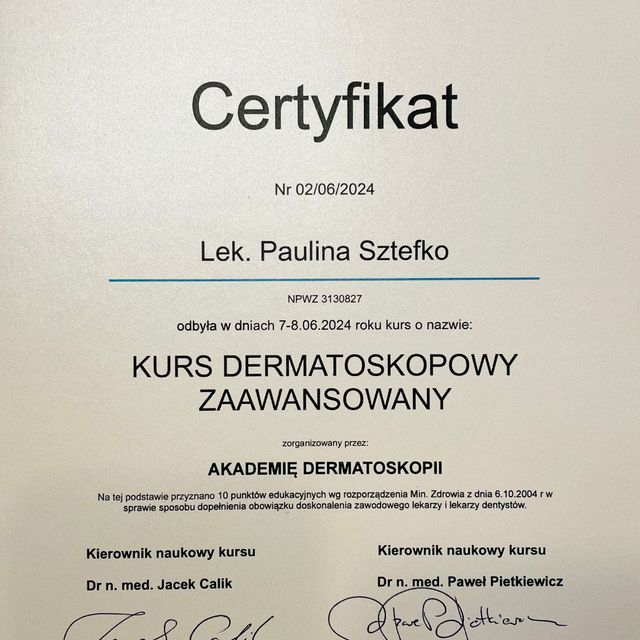 Certyfikat
Nr 02/06/2024
Lek. Paulina Sztefko
NPWZ 3130827
odbyła w dniach 7-8.06.2024 roku kurs o nazwie:
KURS DERMATOSKOPOWY
ZAAWANSOWANY
zorganizowany przez:
AKADEMIĘ DERMATOSKOPII
Na tej podstawie przyznano 10 punktów edukacyjnych wg rozporządzenia Min. Zdrowia z dnia 6.10.2004 r w
sprawie sposobu dopełnienia obowiązku doskonalenia zawodowego lekarzy i lekarzy dentystów.
Kierownik naukowy kursu
Kierownik naukowy kursu
Dr n. med. Jacek Calik
Dr n. med. Paweł Pietkiewicz